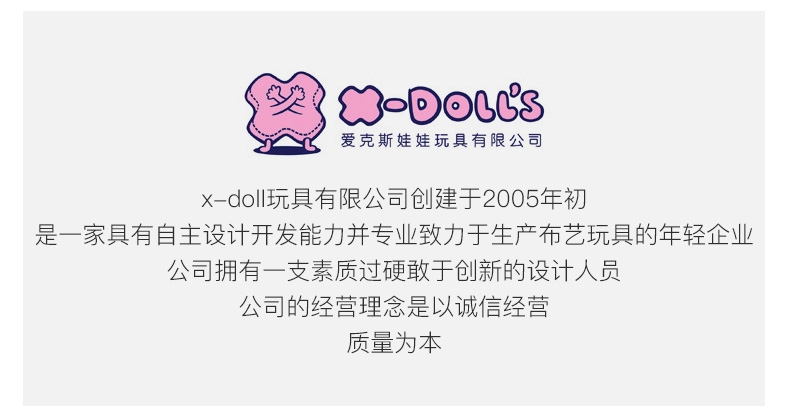 X-DOLL'S
爱克斯娃娃玩具有限公司
x-doll玩具有限公司创建于2005年初
是一家具有自主设计开发能力并专业致力于生产布艺玩具的年轻企业
公司拥有一支素质过硬敢于创新的设计人员
公司的经营理念是以诚信经营
质量为本